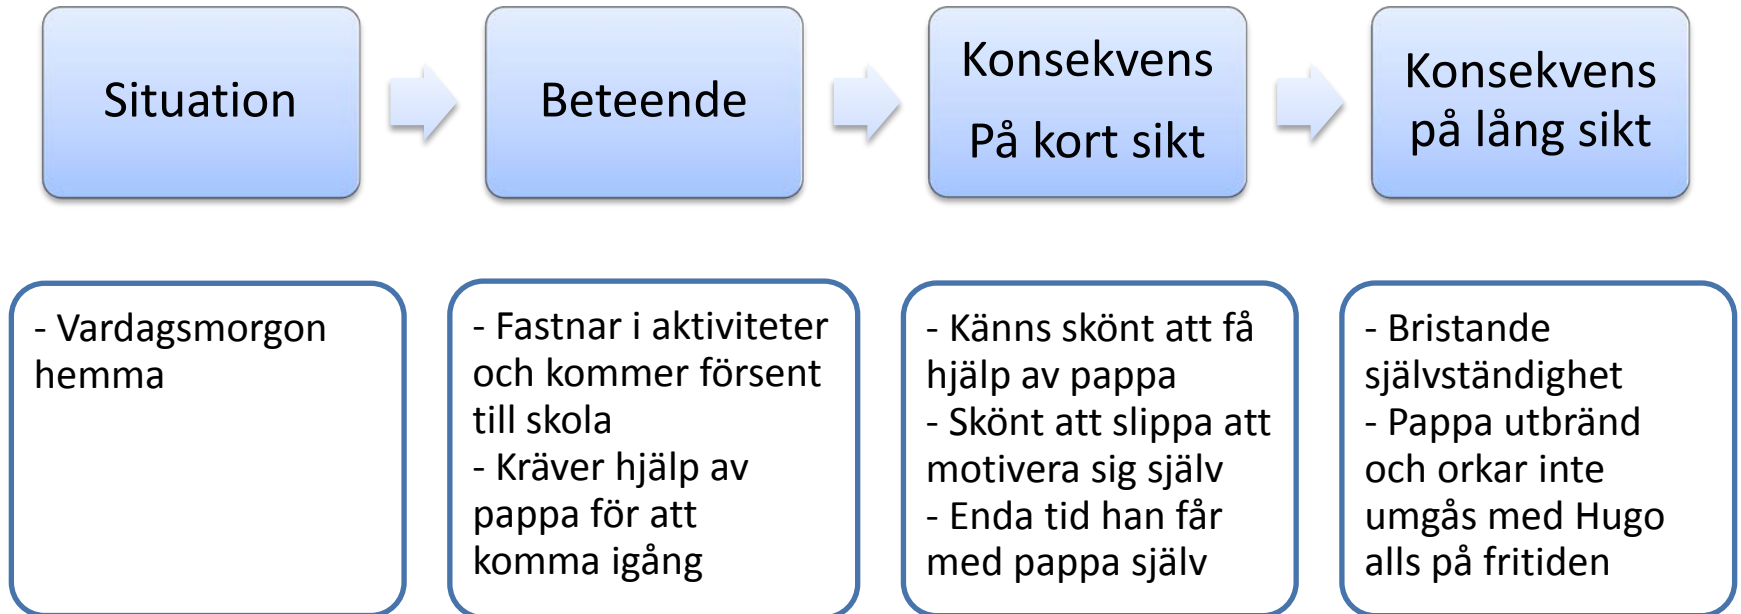 Situation
Beteende
Konsekvens
På kort sikt
Konsekvens
på lång sikt
- Vardagsmorgon
hemma
- Fastnar i aktiviteter
och kommer försent
till skola
- Kräver hjälp av
pappa för att
komma igång
- Känns skönt att få
hjälp av pappa
- Skönt att slippa att
motivera sig själv
- Enda tid han får
med pappa själv
- Bristande
självständighet
- Pappa utbränd
och orkar inte
umgås med Hugo
alls på fritiden